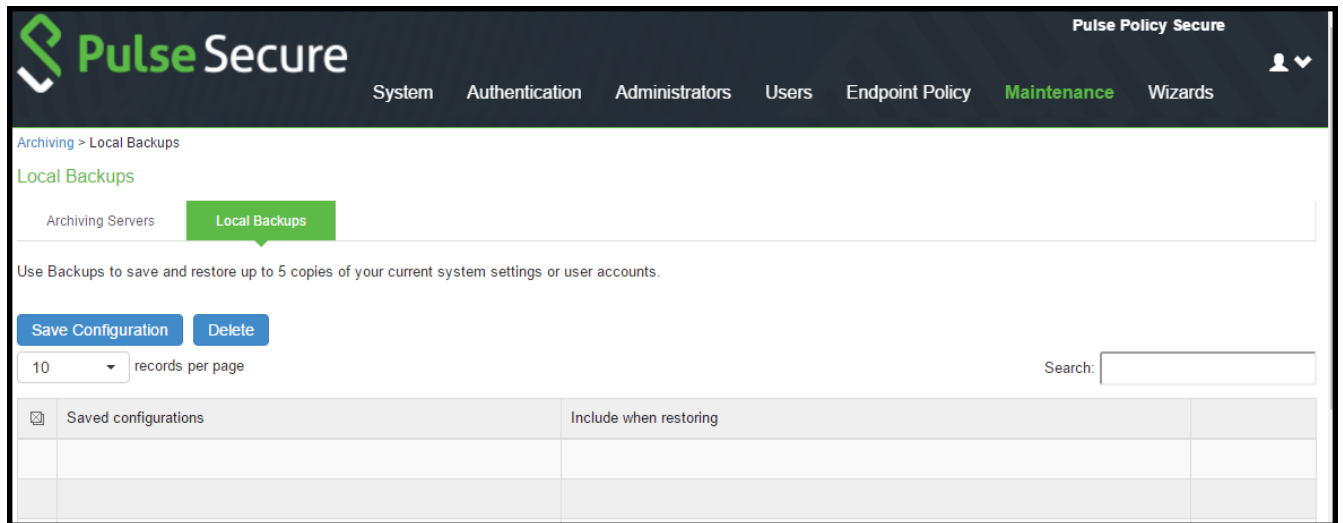 Pulse Policy Secure
Pulse Secure
System Authentication Administrators Users Endpoint Policy Maintenance Wizards
Archiving > Local Backups
Local Backups
Archiving Servers Local Backups
Use Backups to save and restore up to 5 copies of your current system settings or user accounts.
Save Configuration Delete
10 records per page Search:
Saved configurations Include when restoring